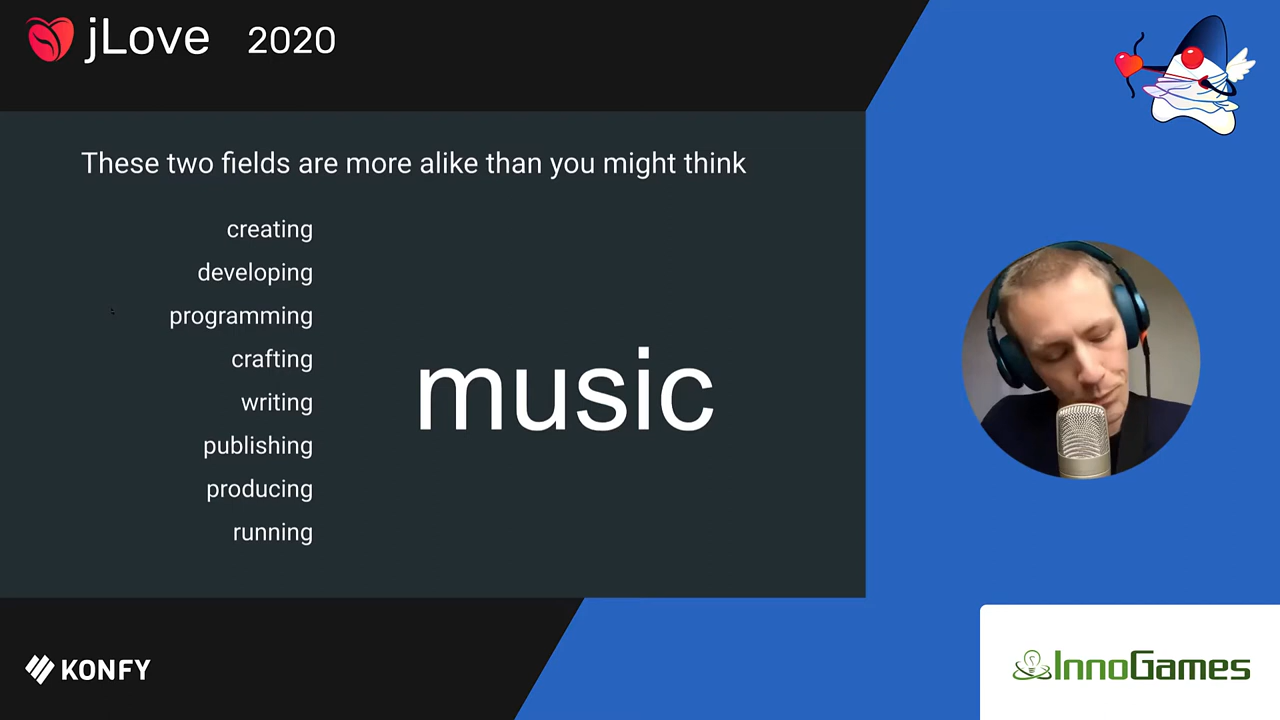 jLove 2020
These two fields are more alike than you might think
creating
developing
programming
crafting
writing
publishing
producing
running
music
KONFY
InnoGames